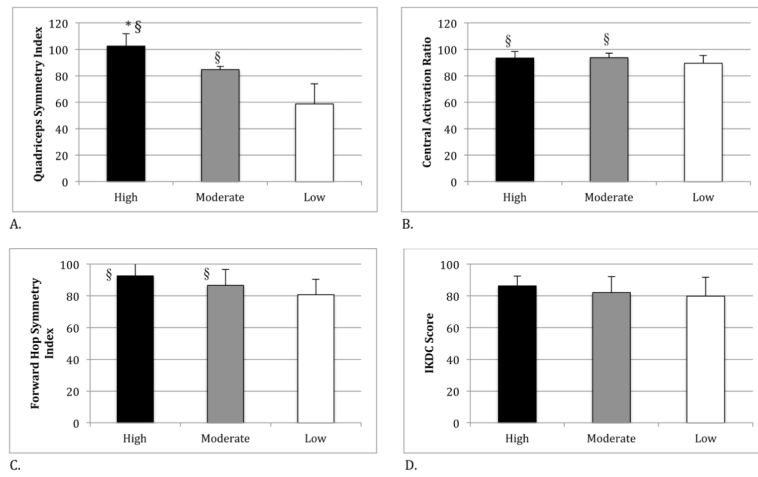 * §
§
Quadriceps Symmetry Index
120
100
80
60
40
20
0
High Moderate Low
A.
§ §
Central Activation Ratio
120
100
80
60
40
20
0
High Moderate Low
B.
§ §
Forward Hop Symmetry
Index
100
80
60
40
20
0
High Moderate Low
C.
IKDC Score
100
80
60
40
20
0
High Moderate Low
D.